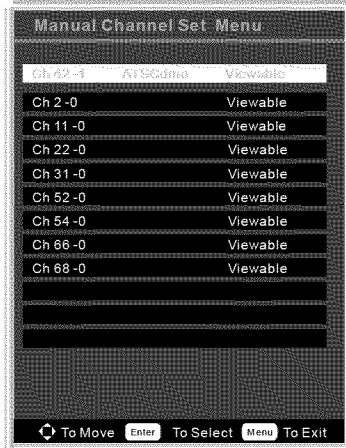 Manual Channel Set Menu
Ch 42-1 ATSCdmo Viewable
Ch 2 -0 Viewable
Ch 11 -0 Viewable
Ch 22 -0 Viewable
Ch 31 -0 Viewable
Ch 52 -0 Viewable
Ch 54 -0 Viewable
Ch 66 -0 Viewable
Ch 68 -0 Viewable
To Move Enter To Select Menu To Exit